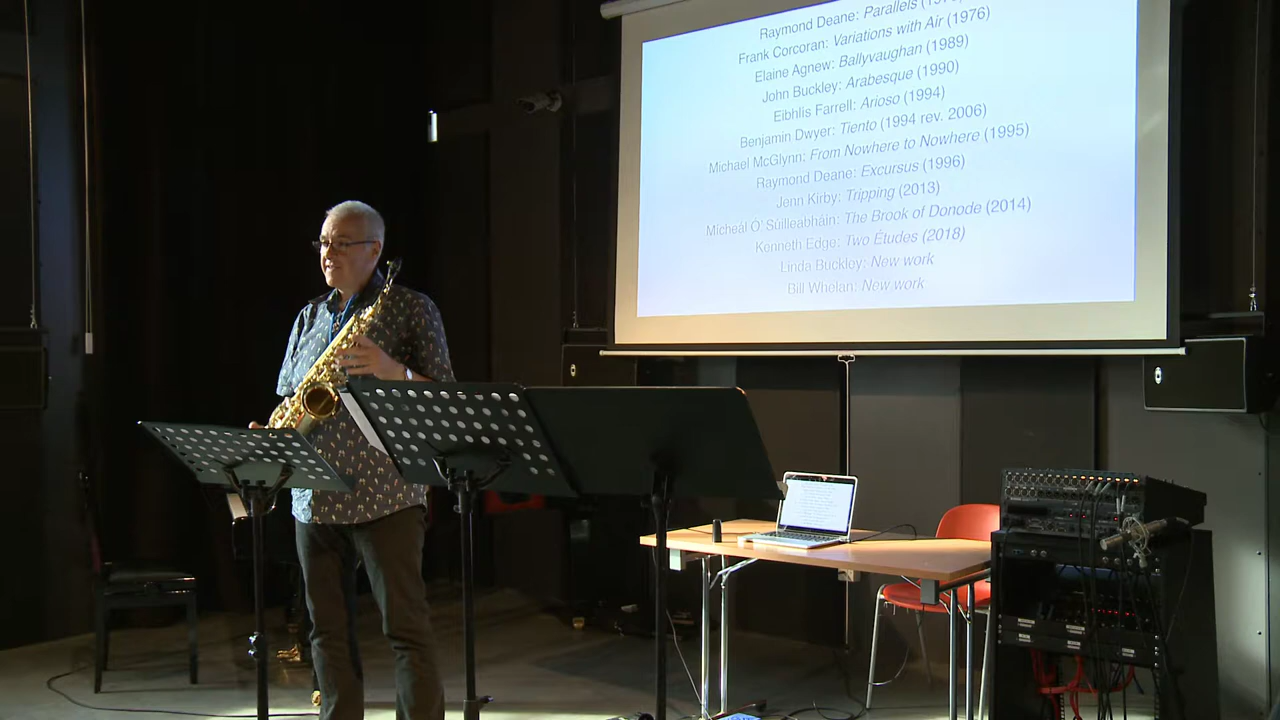 Raymond Deane: Parallels
Frank Corcoran: Variations with Air (1976)
Elaine Agnew: Ballyvaughan (1989)
John Buckley: Arabesque (1990)
Eibhlis Farrell: Arioso (1994)
Benjamin Dwyer: Tiento (1994 rev. 2006)
Michael McGlynn: From Nowhere to Nowhere (1995)
Raymond Deane: Excursus (1996)
Jenn Kirby: Tripping (2013)
Mícheál Ó' Súilleabháin: The Brook of Donode (2014)
Kenneth Edge: Two Études (2018)
Linda Buckley: New work
Bill Whelan: New work